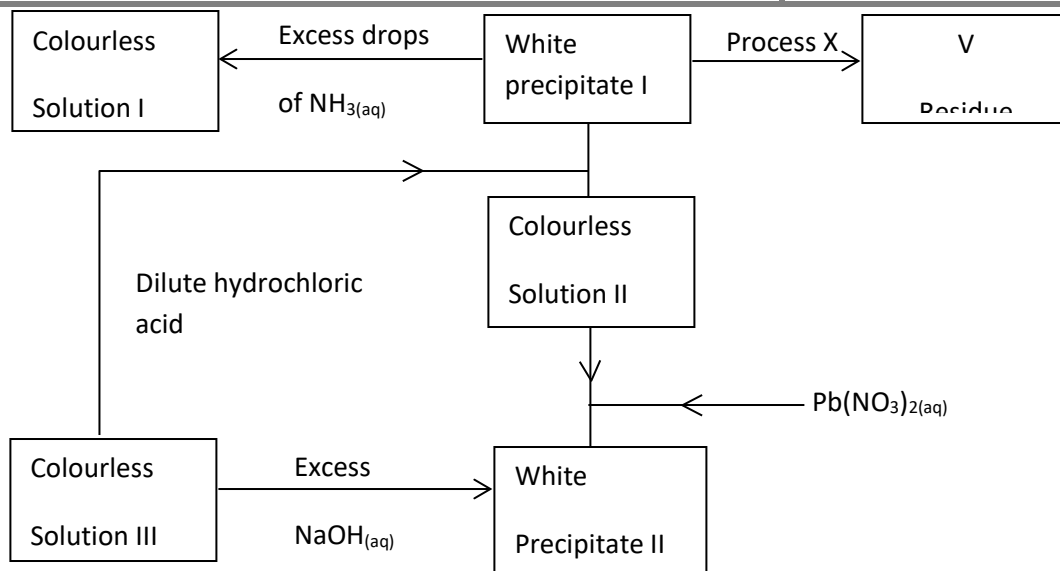 Colourless
Solution I
Excess drops
of NH₃(aq)
White
precipitate I
Process X
V
Residue
Colourless
Solution II
Dilute hydrochloric
acid
Pb(NO₃)₂(aq)
Colourless
Solution III
Excess
NaOH(aq)
White
Precipitate II